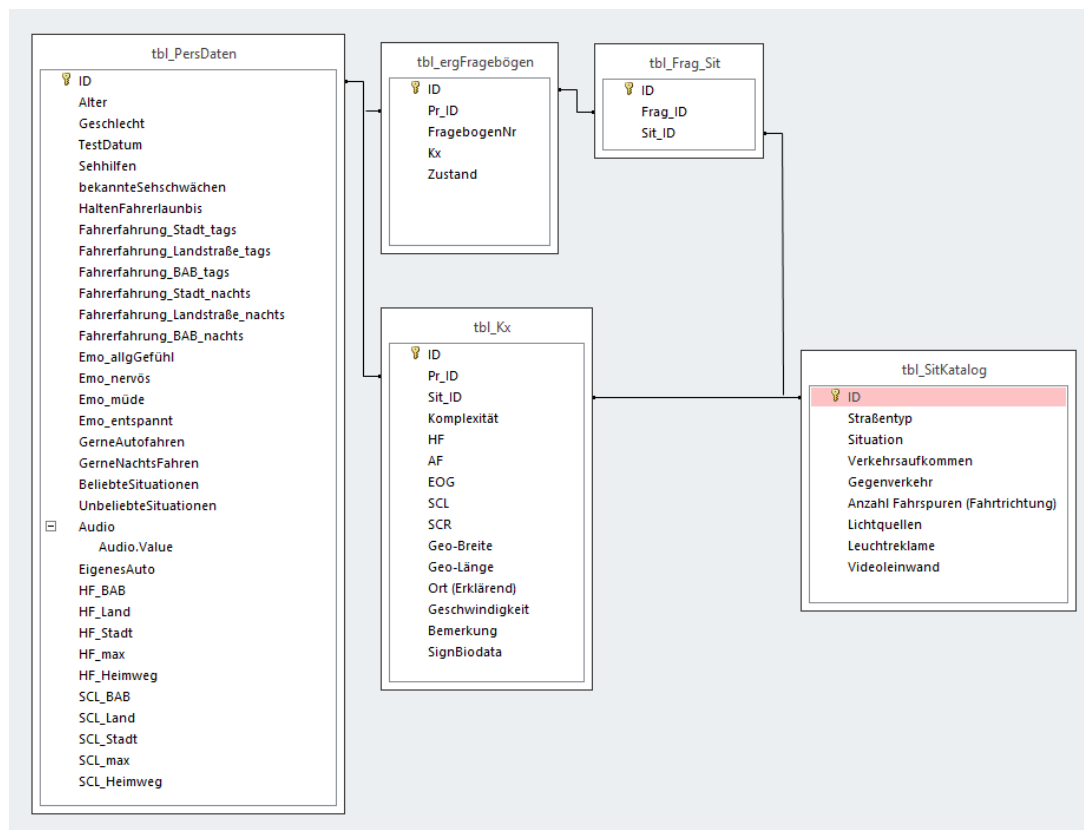 tbl_PersDaten
ID
Alter
Geschlecht
TestDatum
Sehhilfen
bekannteSehschwächen
HaltenFahrerlaunbis
Fahrerfahrung_Stadt_tags
Fahrerfahrung_Landstraße_tags
Fahrerfahrung_BAB_tags
Fahrerfahrung_Stadt_nachts
Fahrerfahrung_Landstraße_nachts
Fahrerfahrung_BAB_nachts
Emo_allgGefühl
Emo_nervös
Emo_müde
Emo_entspannt
GerneAutofahren
GerneNachtsFahren
BeliebteSituationen
UnbeliebteSituationen
Audio
Audio.Value
EigenesAuto
HF_BAB
HF_Land
HF_Stadt
HF_max
HF_Heimweg
SCL_BAB
SCL_Land
SCL_Stadt
SCL_max
SCL_Heimweg
tbl_ergFragebögen
ID
Pr_ID
FragebogenNr
Kx
Zustand
tbl_Frag_Sit
ID
Frag_ID
Sit_ID
tbl_Kx
ID
Pr_ID
Sit_ID
Komplexität
HF
AF
EOG
SCL
SCR
Geo-Breite
Geo-Länge
Ort (Erklärend)
Geschwindigkeit
Bemerkung
SignBiodata
tbl_SitKatalog
ID
Straßentyp
Situation
Verkehrsaufkommen
Gegenverkehr
Anzahl Fahrspuren (Fahrtrichtung)
Lichtquellen
Leuchtreklame
Videoleinwand